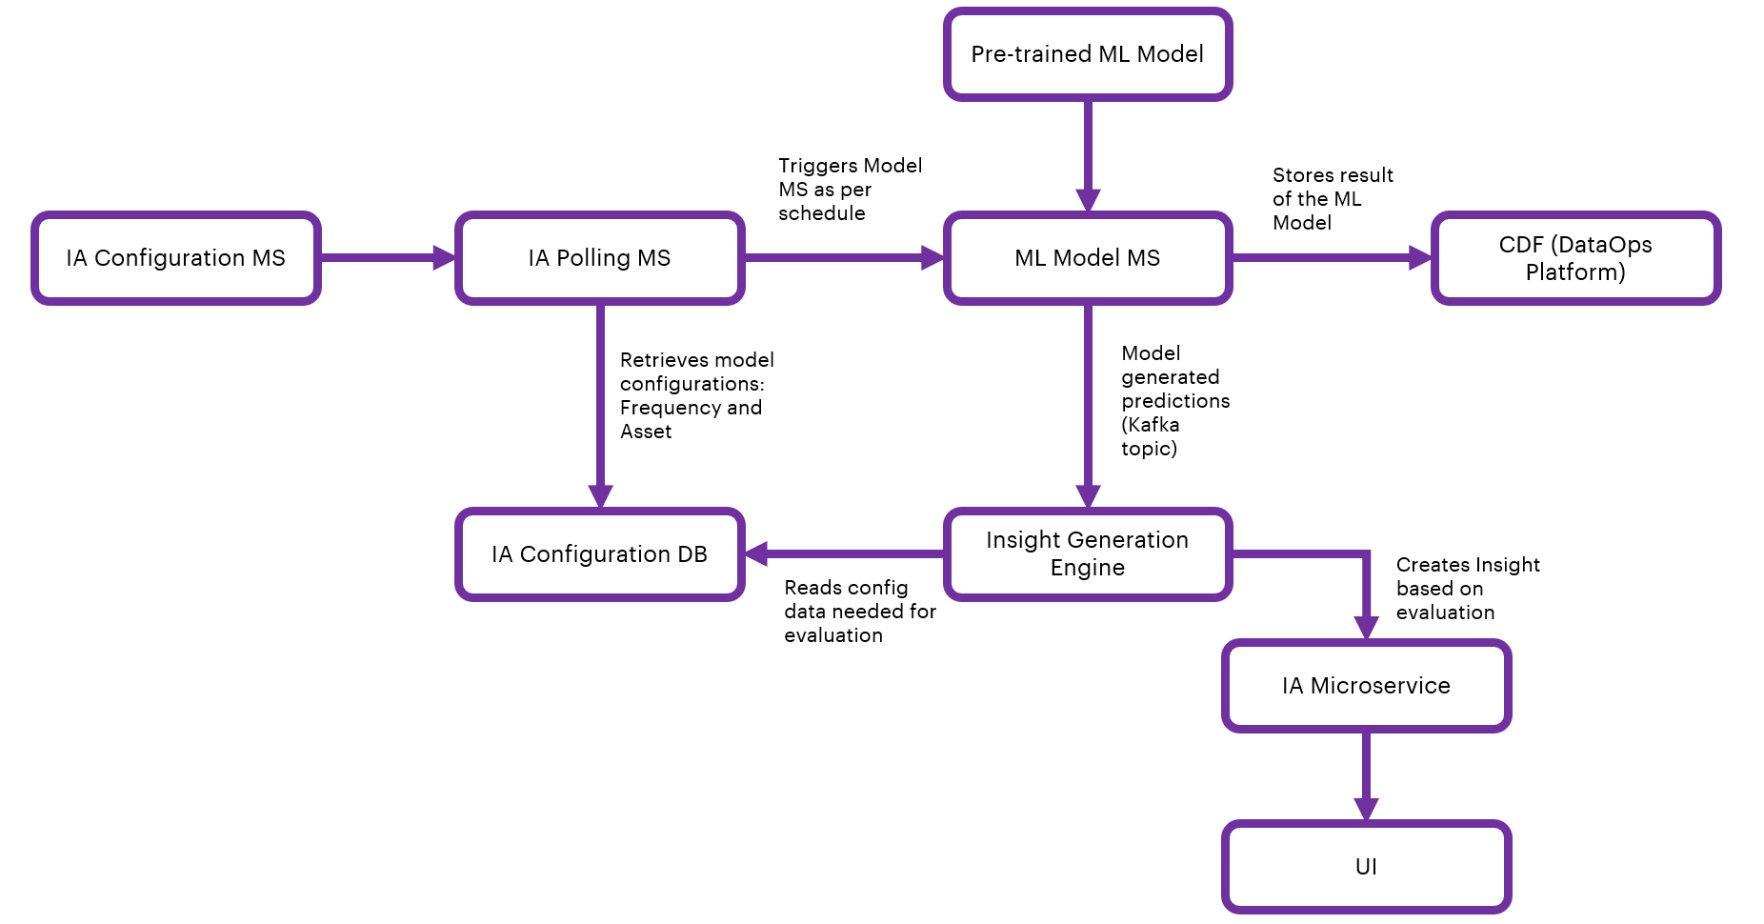 Pre-trained ML Model
Triggers Model
MS as per
schedule
Stores result
of the ML
Model
IA Configuration MS
IA Polling MS
ML Model MS
CDF (DataOps
Platform)
Retrieves model
configurations:
Frequency and
Asset
Model
generated
predictions
(Kafka
topic)
IA Configuration DB
Insight Generation
Engine
Reads config
data needed for
evaluation
Creates Insight
based on
evaluation
IA Microservice
UI